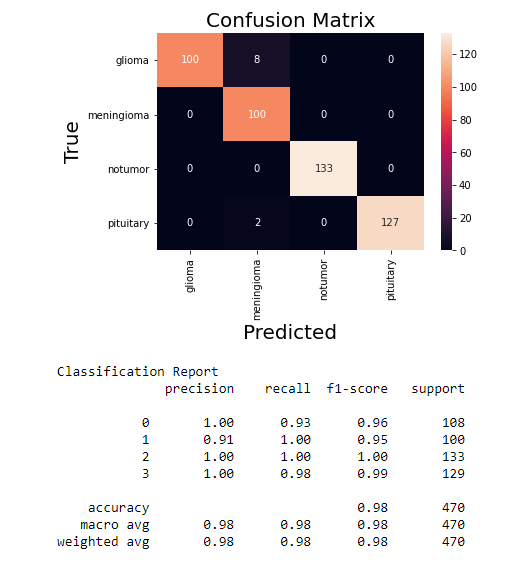 Confusion Matrix
True
glioma 100 8 0 0
meningioma 0 100 0 0
notumor 0 0 133 0
pituitary 0 2 0 127
glioma meningioma notumor pituitary
Predicted
120
100
80
60
40
20
0
Classification Report
precision recall f1-score support
0 1.00 0.93 0.96 108
1 0.91 1.00 0.95 100
2 1.00 1.00 1.00 133
3 1.00 0.98 0.99 129
accuracy 0.98 470
macro avg 0.98 0.98 0.98 470
weighted avg 0.98 0.98 0.98 470